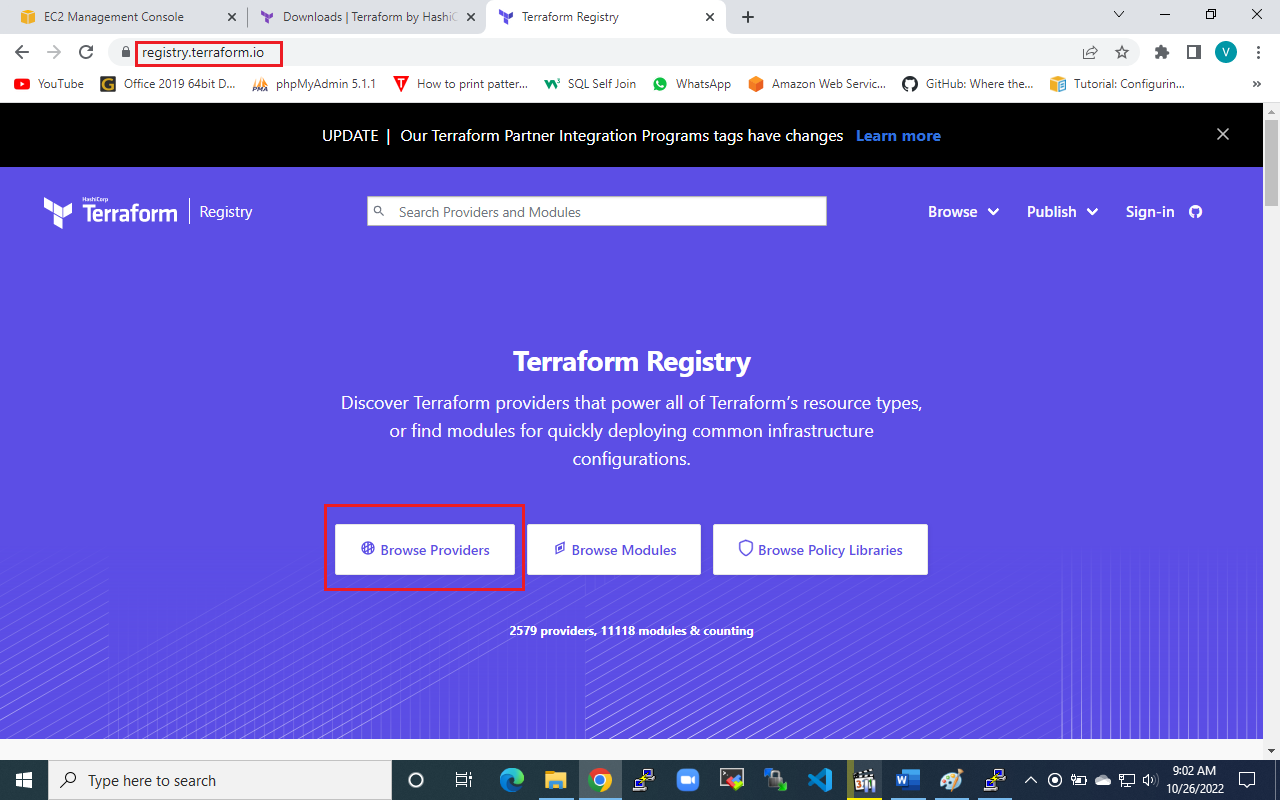 EC2 Management Console
Downloads | Terraform by HashiC
Terraform Registry
registry.terraform.io
V
YouTube
Office 2019 64bit D...
phpMyAdmin 5.1.1
How to print patter...
SQL Self Join
WhatsApp
Amazon Web Servic...
GitHub: Where the...
Tutorial: Configurin...
UPDATE | Our Terraform Partner Integration Programs tags have changes Learn more
HashiCorp
Terraform
Registry
Search Providers and Modules
Browse
Publish
Sign-in
Terraform Registry
Discover Terraform providers that power all of Terraform’s resource types,
or find modules for quickly deploying common infrastructure
configurations.
Browse Providers
Browse Modules
Browse Policy Libraries
2579 providers, 11118 modules & counting
Type here to search
9:02 AM
10/26/2022